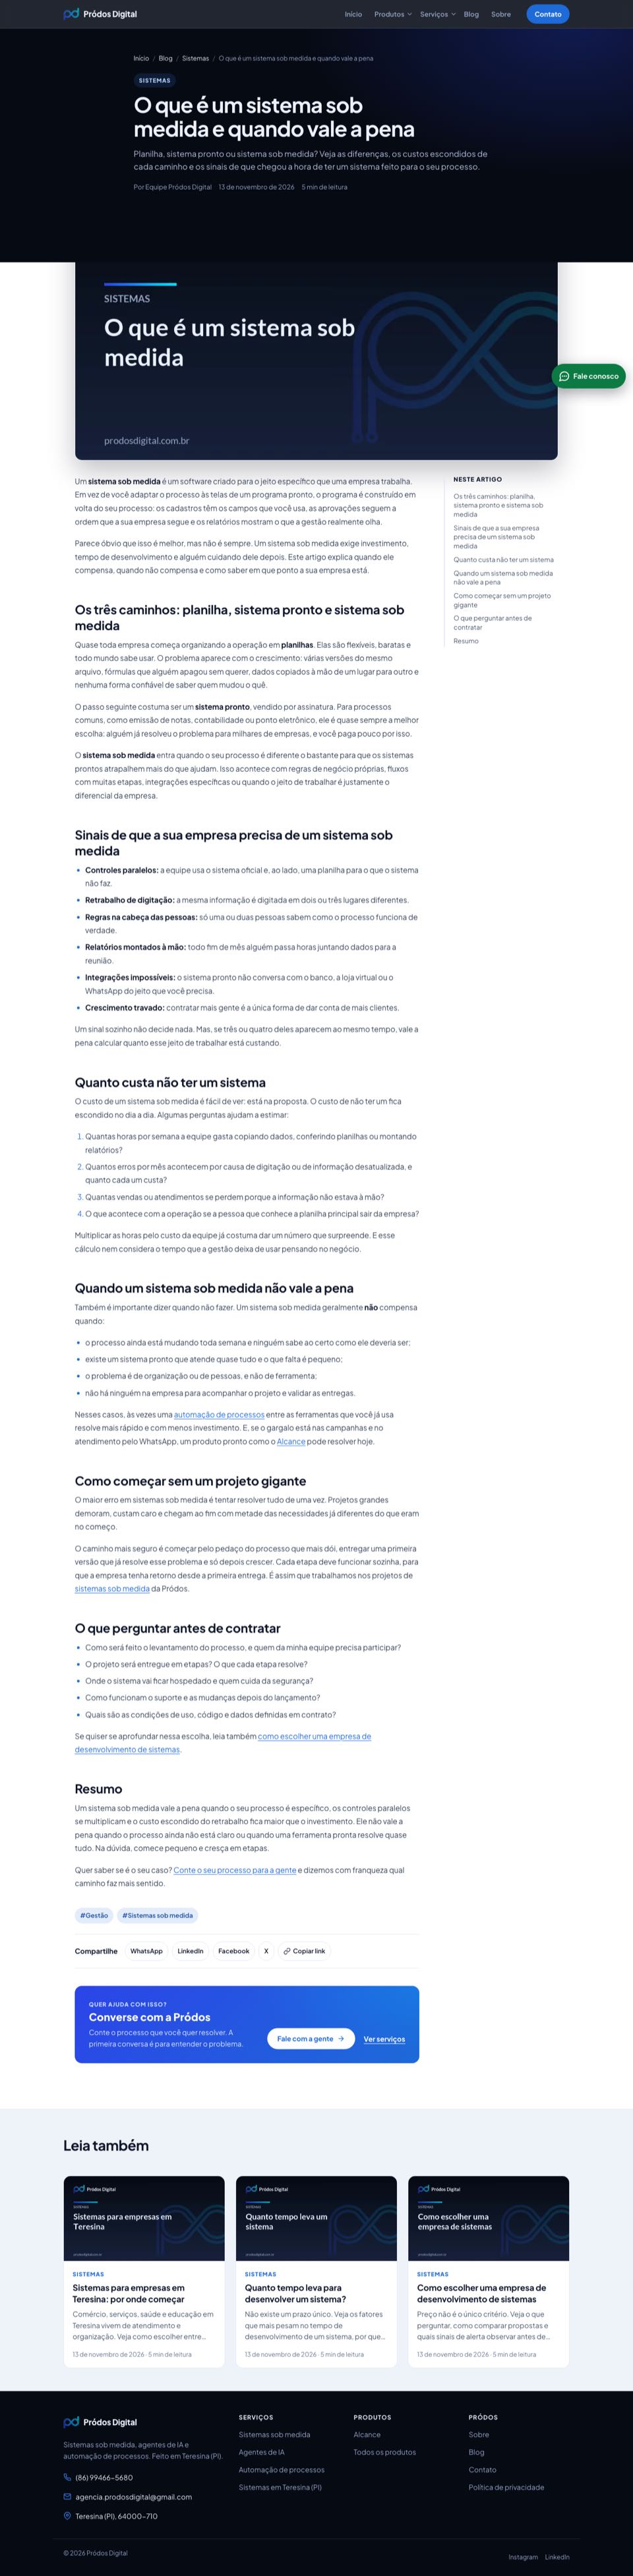 Pródos Digital
Início Produtos Serviços Blog Sobre Contato
Início / Blog / Sistemas / O que é um sistema sob medida e quando vale a pena
SISTEMAS
O que é um sistema sob
medida e quando vale a pena
Planilha, sistema pronto ou sistema sob medida? Veja as diferenças, os custos escondidos de
cada caminho e os sinais de que chegou a hora de ter um sistema feito para o seu processo.
Por Equipe Pródos Digital 13 de novembro de 2026 5 min de leitura
SISTEMAS
O que é um sistema sob
medida
prodosdigital.com.br
Fale conosco
Um sistema sob medida é um software criado para o jeito específico que uma empresa trabalha.
Em vez de você adaptar o processo às telas de um programa pronto, o programa é construído em
volta do seu processo: os cadastros têm os campos que você usa, as aprovações seguem a
ordem que a sua empresa segue e os relatórios mostram o que a gestão realmente olha.
Parece óbvio que isso é melhor, mas não é sempre. Um sistema sob medida exige investimento,
tempo de desenvolvimento e alguém cuidando dele depois. Este artigo explica quando ele
compensa, quando não compensa e como saber em que ponto a sua empresa está.
NESTE ARTIGO
Os três caminhos: planilha,
sistema pronto e sistema sob
medida
Sinais de que a sua empresa
precisa de um sistema sob
medida
Quanto custa não ter um sistema
Quando um sistema sob medida
não vale a pena
Como começar sem um projeto
gigante
O que perguntar antes de
contratar
Resumo
Os três caminhos: planilha, sistema pronto e sistema sob
medida
Quase toda empresa começa organizando a operação em planilhas. Elas são flexíveis, baratas e
todo mundo sabe usar. O problema aparece com o crescimento: várias versões do mesmo
arquivo, fórmulas que alguém apagou sem querer, dados copiados à mão de um lugar para outro e
nenhuma forma confiável de saber quem mudou o quê.
O passo seguinte costuma ser um sistema pronto, vendido por assinatura. Para processos
comuns, como emissão de notas, contabilidade ou ponto eletrônico, ele é quase sempre a melhor
escolha: alguém já resolveu o problema para milhares de empresas, e você paga pouco por isso.
O sistema sob medida entra quando o seu processo é diferente o bastante para que os sistemas
prontos atrapalhem mais do que ajudam. Isso acontece com regras de negócio próprias, fluxos
com muitas etapas, integrações específicas ou quando o jeito de trabalhar é justamente o
diferencial da empresa.
Sinais de que a sua empresa precisa de um sistema sob
medida
Controles paralelos: a equipe usa o sistema oficial e, ao lado, uma planilha para o que o sistema
não faz.
Retrabalho de digitação: a mesma informação é digitada em dois ou três lugares diferentes.
Regras na cabeça das pessoas: só uma ou duas pessoas sabem como o processo funciona de
verdade.
Relatórios montados à mão: todo fim de mês alguém passa horas juntando dados para a
reunião.
Integrações impossíveis: o sistema pronto não conversa com o banco, a loja virtual ou o
WhatsApp do jeito que você precisa.
Crescimento travado: contratar mais gente é a única forma de dar conta de mais clientes.
Um sinal sozinho não decide nada. Mas, se três ou quatro deles aparecem ao mesmo tempo, vale a
pena calcular quanto esse jeito de trabalhar está custando.
Quanto custa não ter um sistema
O custo de um sistema sob medida é fácil de ver: está na proposta. O custo de não ter um fica
escondido no dia a dia. Algumas perguntas ajudam a estimar:
1. Quantas horas por semana a equipe gasta copiando dados, conferindo planilhas ou montando
relatórios?
2. Quantos erros por mês acontecem por causa de digitação ou de informação desatualizada, e
quanto cada um custa?
3. Quantas vendas ou atendimentos se perdem porque a informação não estava à mão?
4. O que acontece com a operação se a pessoa que conhece a planilha principal sair da empresa?
Multiplicar as horas pelo custo da equipe já costuma dar um número que surpreende. E esse
cálculo nem considera o tempo que a gestão deixa de usar pensando no negócio.
Quando um sistema sob medida não vale a pena
Também é importante dizer quando não fazer. Um sistema sob medida geralmente não compensa
quando:
o processo ainda está mudando toda semana e ninguém sabe ao certo como ele deveria ser;
existe um sistema pronto que atende quase tudo e o que falta é pequeno;
o problema é de organização ou de pessoas, e não de ferramenta;
não há ninguém na empresa para acompanhar o projeto e validar as entregas.
Nesses casos, às vezes uma automação de processos entre as ferramentas que você já usa
resolve mais rápido e com menos investimento. E, se o gargalo está nas campanhas e no
atendimento pelo WhatsApp, um produto pronto como o Alcance pode resolver hoje.
Como começar sem um projeto gigante
O maior erro em sistemas sob medida é tentar resolver tudo de uma vez. Projetos grandes
demoram, custam caro e chegam ao fim com metade das necessidades já diferentes do que eram
no começo.
O caminho mais seguro é começar pelo pedaço do processo que mais dói, entregar uma primeira
versão que já resolve esse problema e só depois crescer. Cada etapa deve funcionar sozinha, para
que a empresa tenha retorno desde a primeira entrega. É assim que trabalhamos nos projetos de
sistemas sob medida da Pródos.
O que perguntar antes de contratar
Como será feito o levantamento do processo, e quem da minha equipe precisa participar?
O projeto será entregue em etapas? O que cada etapa resolve?
Onde o sistema vai ficar hospedado e quem cuida da segurança?
Como funcionam o suporte e as mudanças depois do lançamento?
Quais são as condições de uso, código e dados definidas em contrato?
Se quiser se aprofundar nessa escolha, leia também como escolher uma empresa de
desenvolvimento de sistemas.
Resumo
Um sistema sob medida vale a pena quando o seu processo é específico, os controles paralelos
se multiplicam e o custo escondido do retrabalho fica maior que o investimento. Ele não vale a
pena quando o processo ainda não está claro ou quando uma ferramenta pronta resolve quase
tudo. Na dúvida, comece pequeno e cresça em etapas.
Quer saber se é o seu caso? Conte o seu processo para a gente e dizemos com franqueza qual
caminho faz mais sentido.
#Gestão #Sistemas sob medida
Compartilhe WhatsApp LinkedIn Facebook X Copiar link
QUER AJUDA COM ISSO?
Converse com a Pródos
Conte o processo que você quer resolver. A
primeira conversa é para entender o problema.
Fale com a gente → Ver serviços
Leia também
Pródos Digital
SISTEMAS
Sistemas para empresas em
Teresina
prodosdigital.com.br
SISTEMAS
Sistemas para empresas em
Teresina: por onde começar
Comércio, serviços, saúde e educação em
Teresina vivem de atendimento e
organização. Veja como escolher entre…
13 de novembro de 2026 · 5 min de leitura
Pródos Digital
SISTEMAS
Quanto tempo leva um
sistema
prodosdigital.com.br
SISTEMAS
Quanto tempo leva para
desenvolver um sistema?
Não existe um prazo único. Veja os fatores
que mais pesam no tempo de
desenvolvimento de um sistema, por que…
13 de novembro de 2026 · 5 min de leitura
Pródos Digital
SISTEMAS
Como escolher uma
empresa de sistemas
prodosdigital.com.br
SISTEMAS
Como escolher uma empresa de
desenvolvimento de sistemas
Preço não é o único critério. Veja o que
perguntar, como comparar propostas e
quais sinais de alerta observar antes de…
13 de novembro de 2026 · 5 min de leitura
Pródos Digital
Sistemas sob medida, agentes de IA e
automação de processos. Feito em Teresina (PI).
(86) 99466-5680
agencia.prodosdigital@gmail.com
Teresina (PI), 64000-710
SERVIÇOS
Sistemas sob medida
Agentes de IA
Automação de processos
Sistemas em Teresina (PI)
PRODUTOS
Alcance
Todos os produtos
PRÓDOS
Sobre
Blog
Contato
Política de privacidade
© 2026 Pródos Digital
Instagram LinkedIn